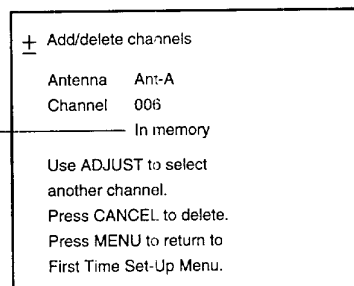 ± Add/delete channels
Antenna Ant-A
Channel 006
In memory
Use ADJUST to select
another channel.
Press CANCEL to delete.
Press MENU to return to
First Time Set-Up Menu.